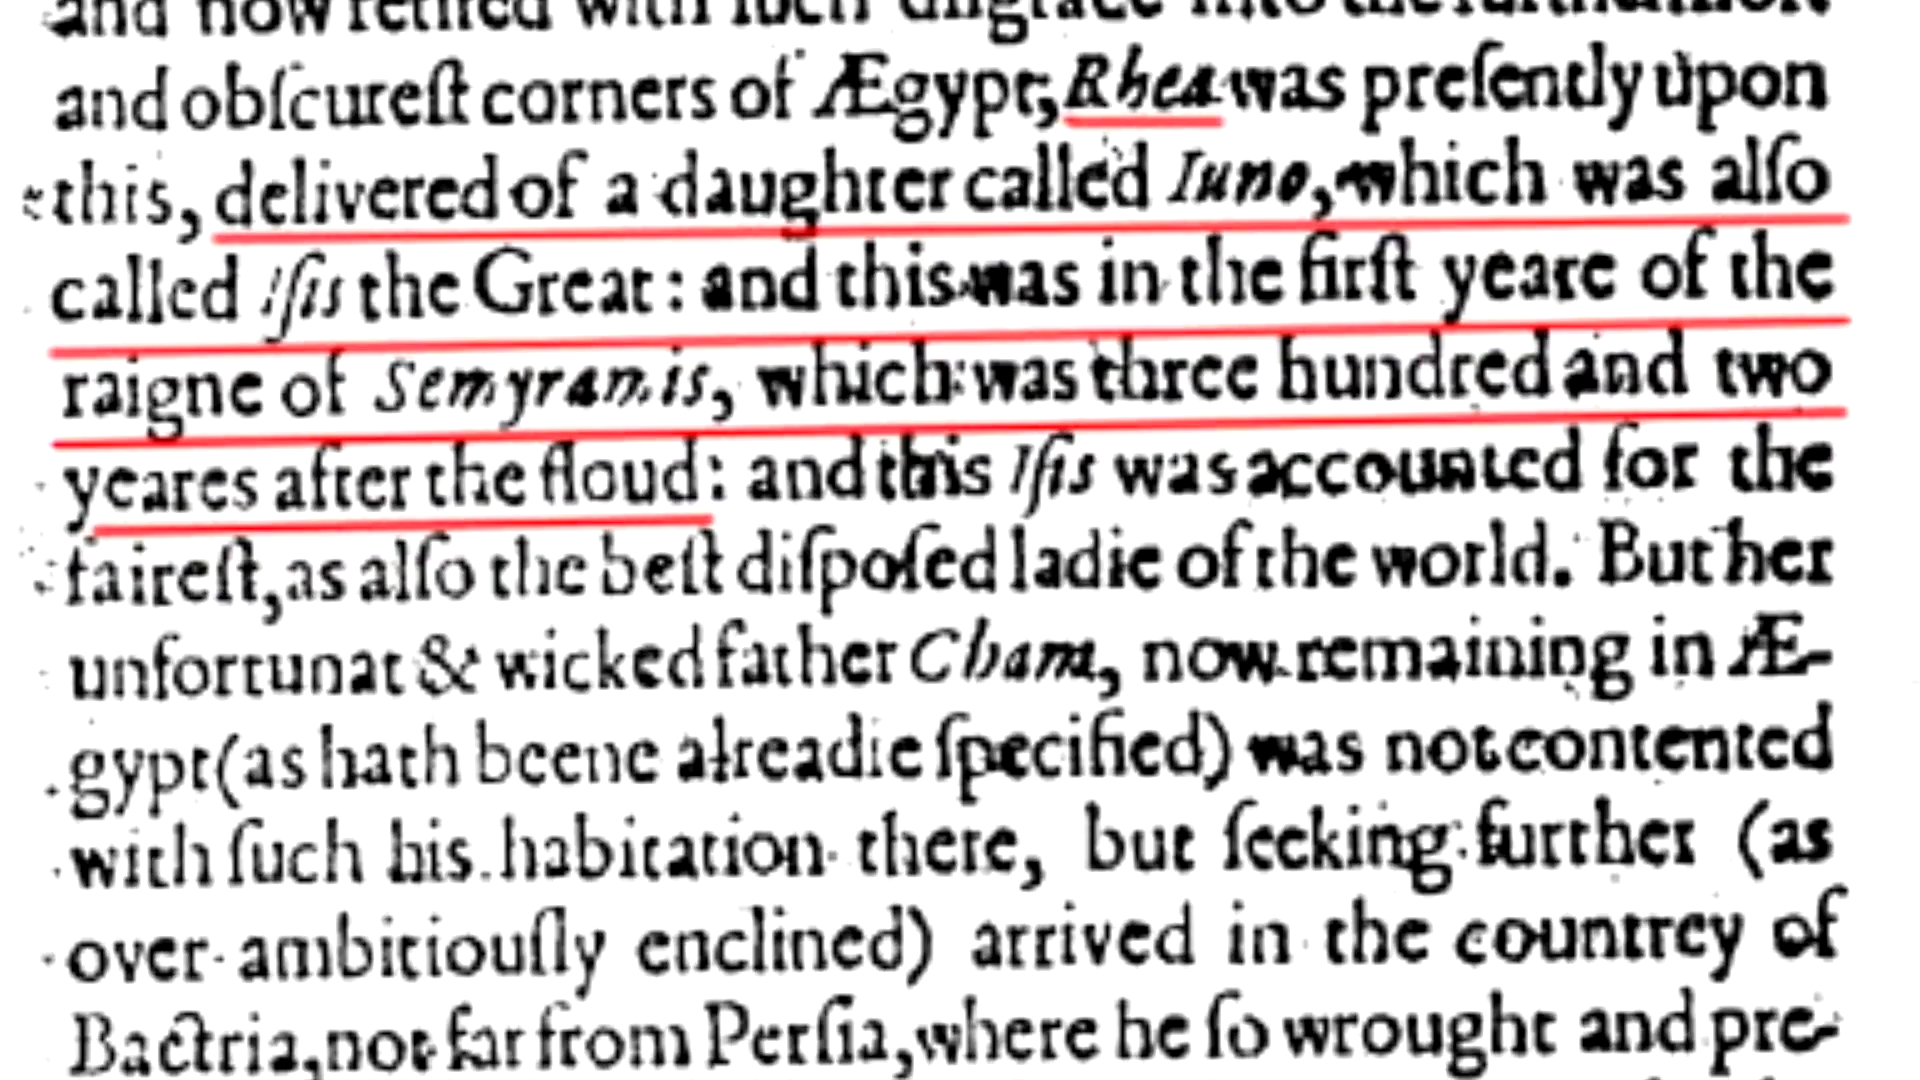 and now retired with ſuch diſgrace into the furthermoſt
and obſcureſt corners of Ægypt, Rhea was preſently upon
this, delivered of a daughter called Iuno, which was alſo
called Iſis the Great: and this was in the firſt yeare of the
raigne of Semyramis, which was three hundred and two
yeares after the floud: and this Iſis was accounted for the
faireſt, as alſo the beſt diſpoſed ladie of the world. But her
unfortunat & wicked father Cham, now remaining in Æ-
gypt (as hath beene alreadie ſpecified) was not contented
with ſuch his habitation there, but ſeeking further (as
over ambitiouſly enclined) arrived in the countrey of
Bactria, not far from Perſia, where he ſo wrought and pre-